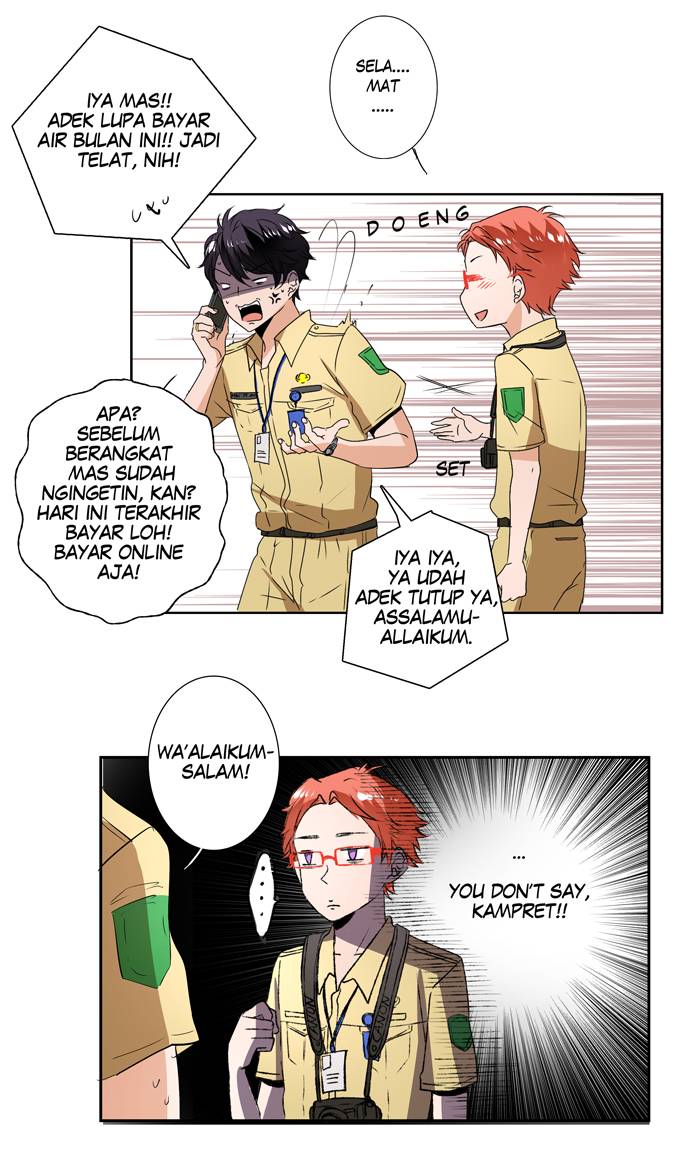 SELA....
MAT
.....
IYA MAS!!
ADEK LUPA BAYAR
AIR BULAN INI!! JADI
TELAT, NIH!
DOENG
APA?
SEBELUM
BERANGKAT
MAS SUDAH
NGINGETIN, KAN?
HARI INI TERAKHIR
BAYAR LOH!
BAYAR ONLINE
AJA!
SET
IYA IYA,
YA UDAH
ADEK TUTUP YA,
ASSALAMU-
ALLAIKUM.
WA'ALAIKUM-
SALAM!
...
YOU DON'T SAY,
KAMPRET!!